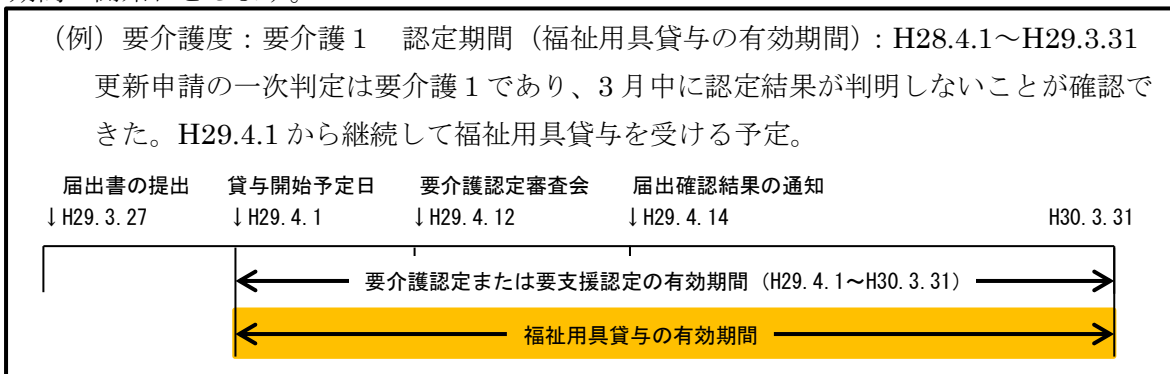 （例）要介護度：要介護１　認定期間（福祉用具貸与の有効期間）：H28.4.1～H29.3.31
更新申請の一次判定は要介護１であり、３月中に認定結果が判明しないことが確認で
きた。H29.4.1 から継続して福祉用具貸与を受ける予定。
届出書の提出　貸与開始予定日　要介護認定審査会　届出確認結果の通知
↓H29.3.27　↓H29.4.1　↓H29.4.12　↓H29.4.14　H30.3.31
要介護認定または要支援認定の有効期間（H29.4.1～H30.3.31）
福祉用具貸与の有効期間